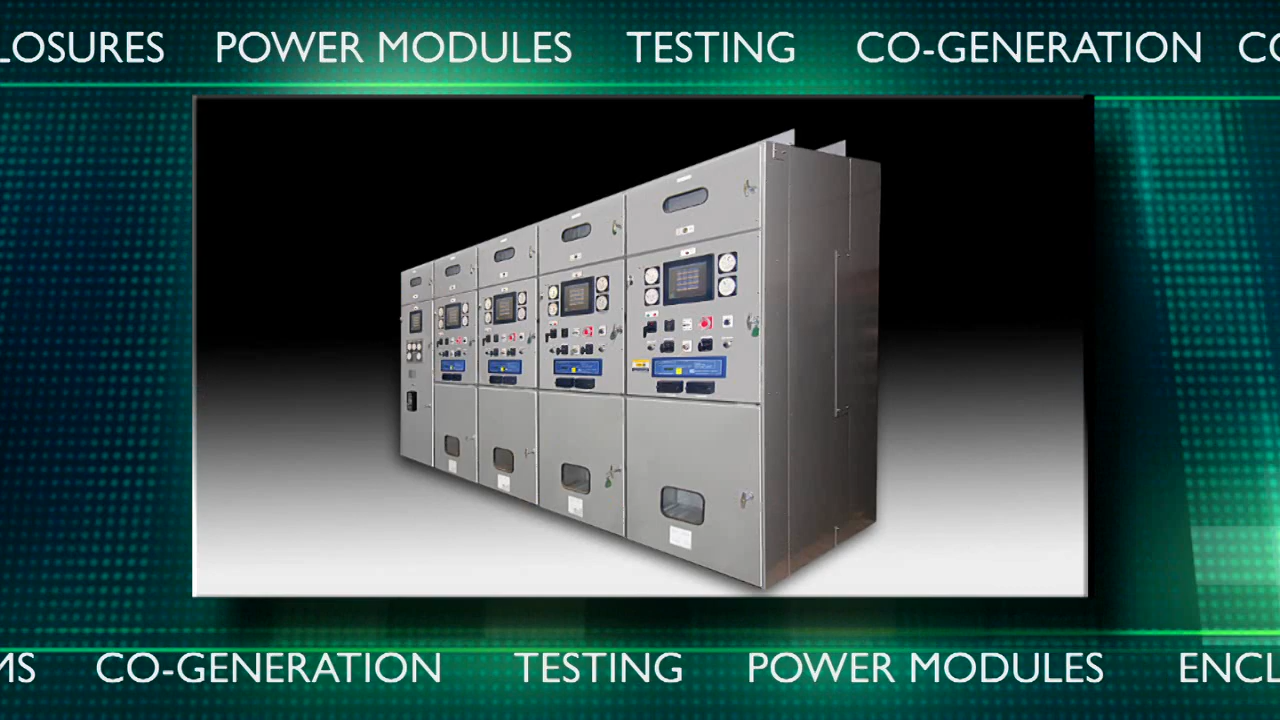 LOSURES POWER MODULES TESTING CO-GENERATION CO
MS CO-GENERATION TESTING POWER MODULES ENCL